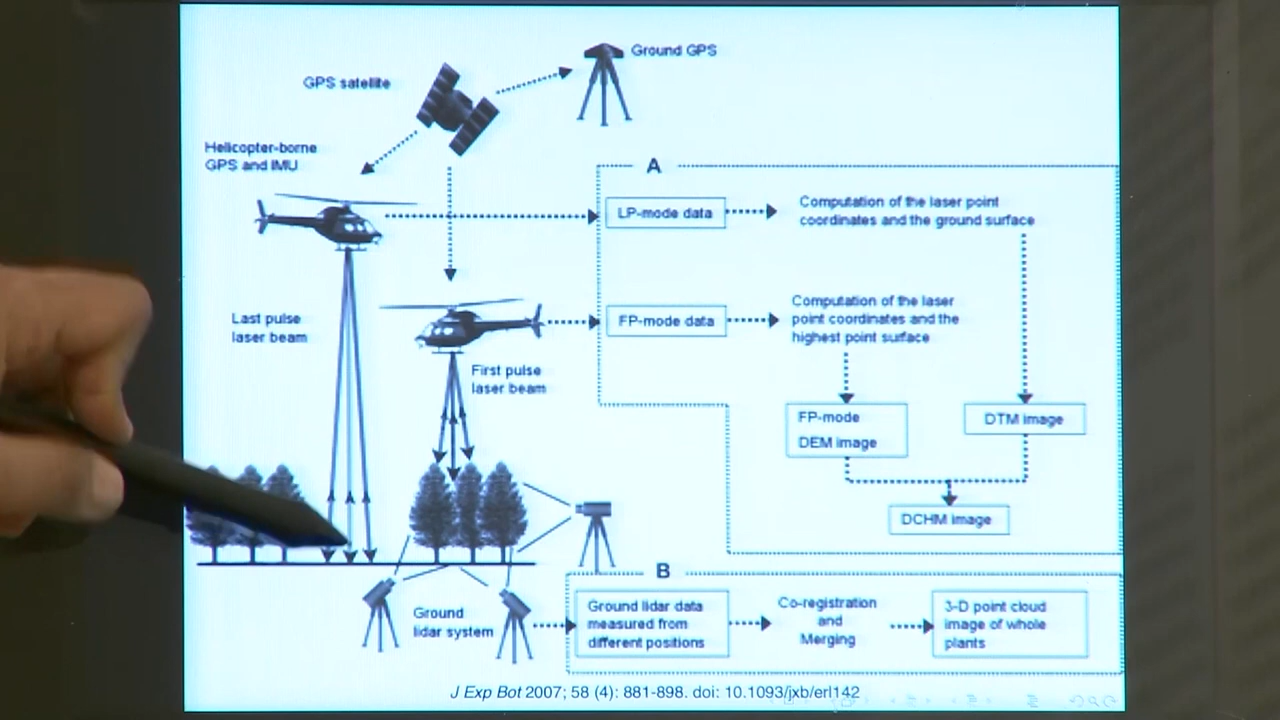 Ground GPS
GPS satellite
Helicopter-borne
GPS and IMU
A
LP-mode data
Computation of the laser point
coordinates and the ground surface
Last pulse
laser beam
FP-mode data
Computation of the laser
point coordinates and the
highest point surface
First pulse
laser beam
FP-mode
DEM image
DTM image
DCHM image
B
Ground
lidar system
Ground lidar data
measured from
different positions
Co-registration
and
Merging
3-D point cloud
image of whole
plants
J Exp Bot 2007; 58 (4): 881-898. doi: 10.1093/jxb/erl142